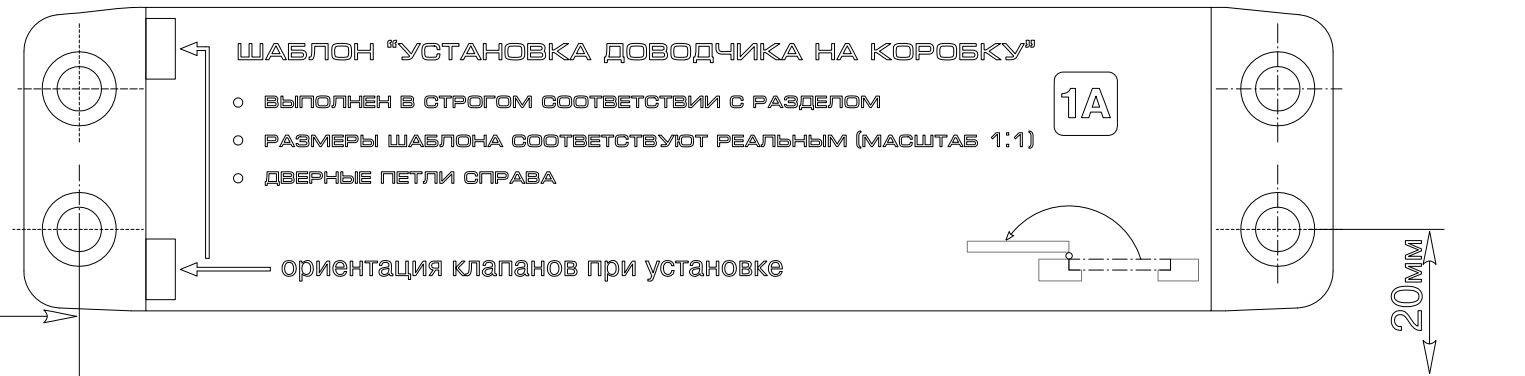 ШАБЛОН “УСТАНОВКА ДОВОДЧИКА НА КОРОБКУ”
ВЫПОЛНЕН В СТРОГОМ СООТВЕТСТВИИ С РАЗДЕЛОМ
1А
РАЗМЕРЫ ШАБЛОНА СООТВЕТСТВУЮТ РЕАЛЬНЫМ (МАСШТАБ 1:1)
ДВЕРНЫЕ ПЕТЛИ СПРАВА
ориентация клапанов при установке
20мм